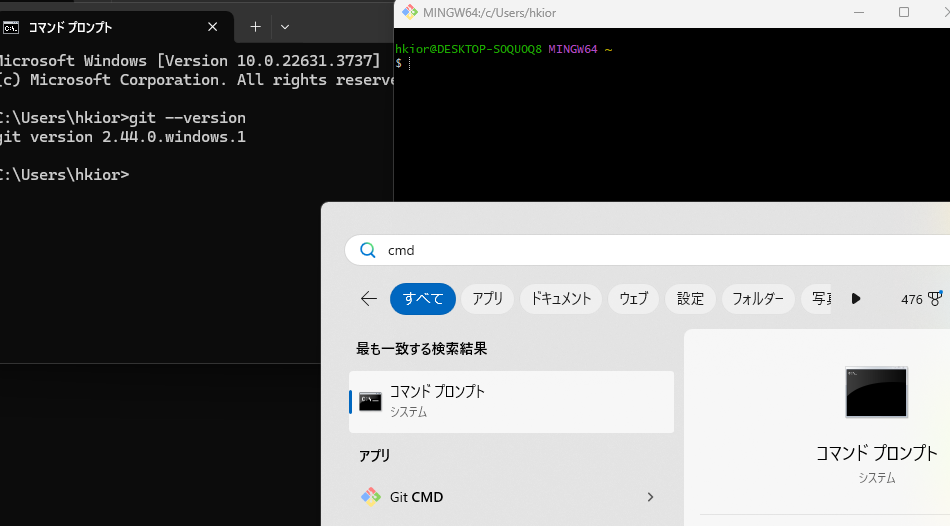 コマンド プロンプト
Microsoft Windows [Version 10.0.22631.3737]
(c) Microsoft Corporation. All rights reserve
C:\Users\hkior>git --version
git version 2.44.0.windows.1
C:\Users\hkior>
MINGW64:/c/Users/hkior
hkior@DESKTOP-SOQUOQ8 MINGW64 ~
$
cmd
すべて アプリ ドキュメント ウェブ 設定 フォルダー 写真 476
最も一致する検索結果
コマンド プロンプト
システム
アプリ
Git CMD
コマンド プロンプト
システム